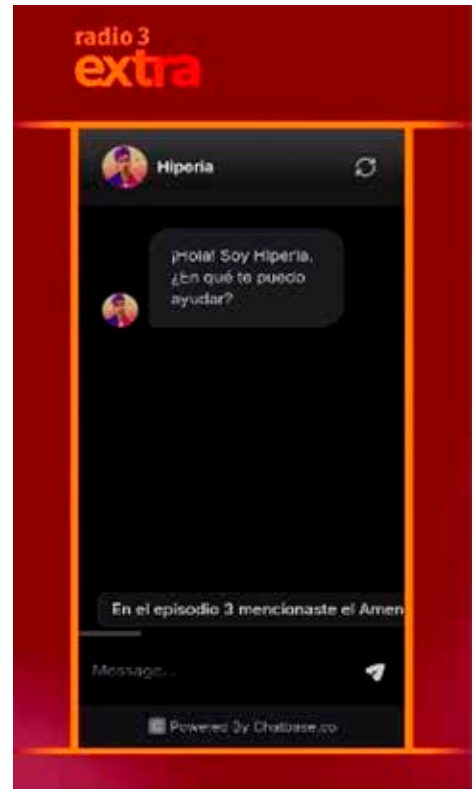 radio 3
extra
Hiperia
¡Hola! Soy Hiperia,
¿En qué te puedo
ayudar?
En el episodio 3 mencionaste el Amen
Message...
Powered By Chatbase.co